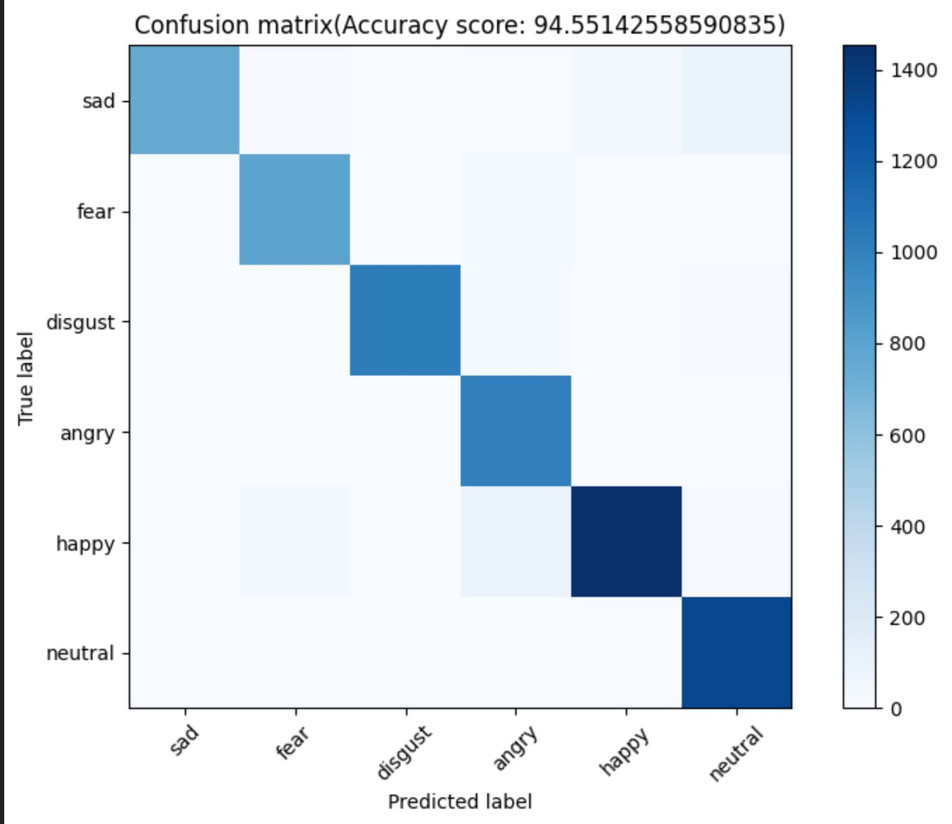 Confusion matrix(Accuracy score: 94.55142558590835)
True label
sad
fear
disgust
angry
happy
neutral
sad
fear
disgust
angry
happy
neutral
Predicted label
1400
1200
1000
800
600
400
200
0